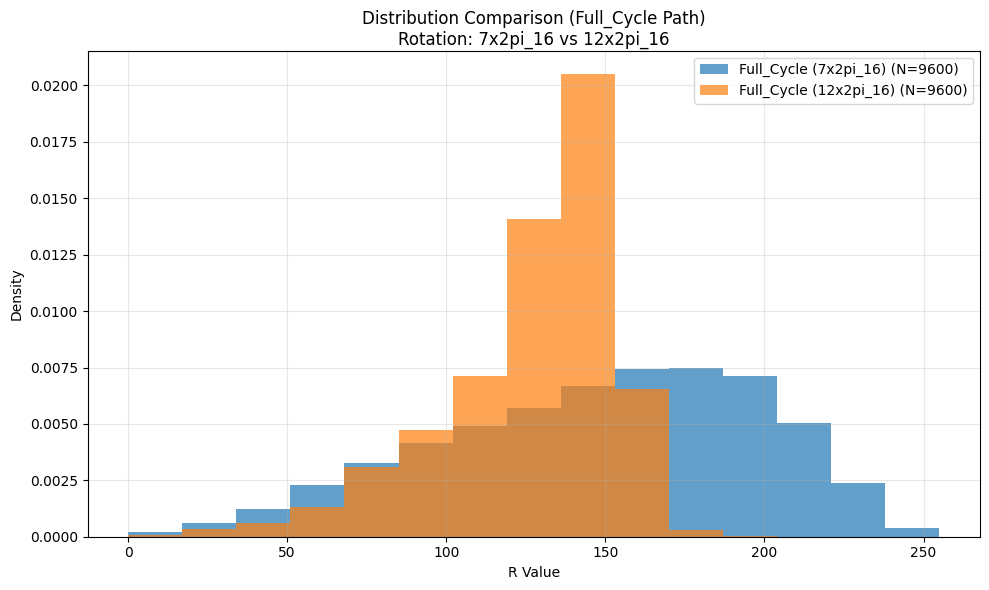 Distribution Comparison (Full_Cycle Path)
Rotation: 7x2pi_16 vs 12x2pi_16
Full_Cycle (7x2pi_16) (N=9600)
Full_Cycle (12x2pi_16) (N=9600)
0.0200
0.0175
0.0150
0.0125
0.0100
0.0075
0.0050
0.0025
0.0000
Density
0 50 100 150 200 250
R Value